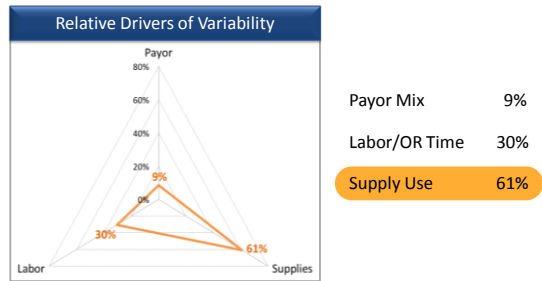 Relative Drivers of Variability
Payor
80%
60%
40%
20%
9%
0%
30%
61%
Labor
Supplies
Payor Mix 9%
Labor/OR Time 30%
Supply Use 61%